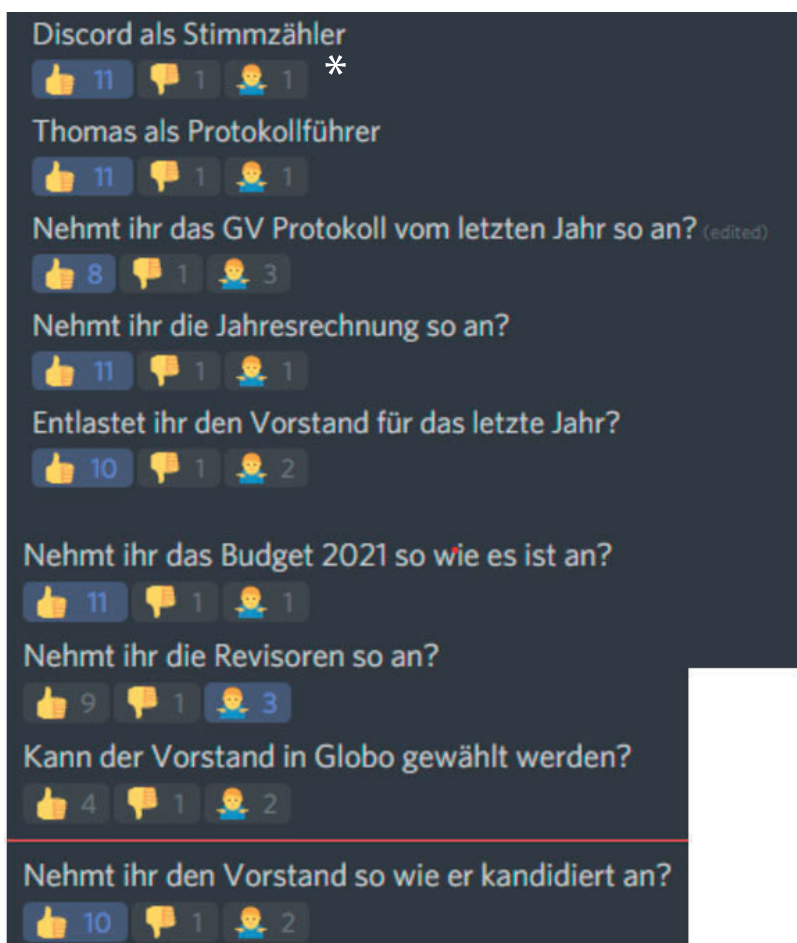 Discord als Stimmzähler
👍 11 👎 1 🤷‍♂️ 1 *
Thomas als Protokollführer
👍 11 👎 1 🤷‍♂️ 1
Nehmt ihr das GV Protokoll vom letzten Jahr so an? (edited)
👍 8 👎 1 🤷‍♂️ 3
Nehmt ihr die Jahresrechnung so an?
👍 11 👎 1 🤷‍♂️ 1
Entlastet ihr den Vorstand für das letzte Jahr?
👍 10 👎 1 🤷‍♂️ 2
Nehmt ihr das Budget 2021 so wie es ist an?
👍 11 👎 1 🤷‍♂️ 1
Nehmt ihr die Revisoren so an?
👍 9 👎 1 🤷‍♂️ 3
Kann der Vorstand in Globo gewählt werden?
👍 4 👎 1 🤷‍♂️ 2
Nehmt ihr den Vorstand so wie er kandidiert an?
👍 10 👎 1 🤷‍♂️ 2